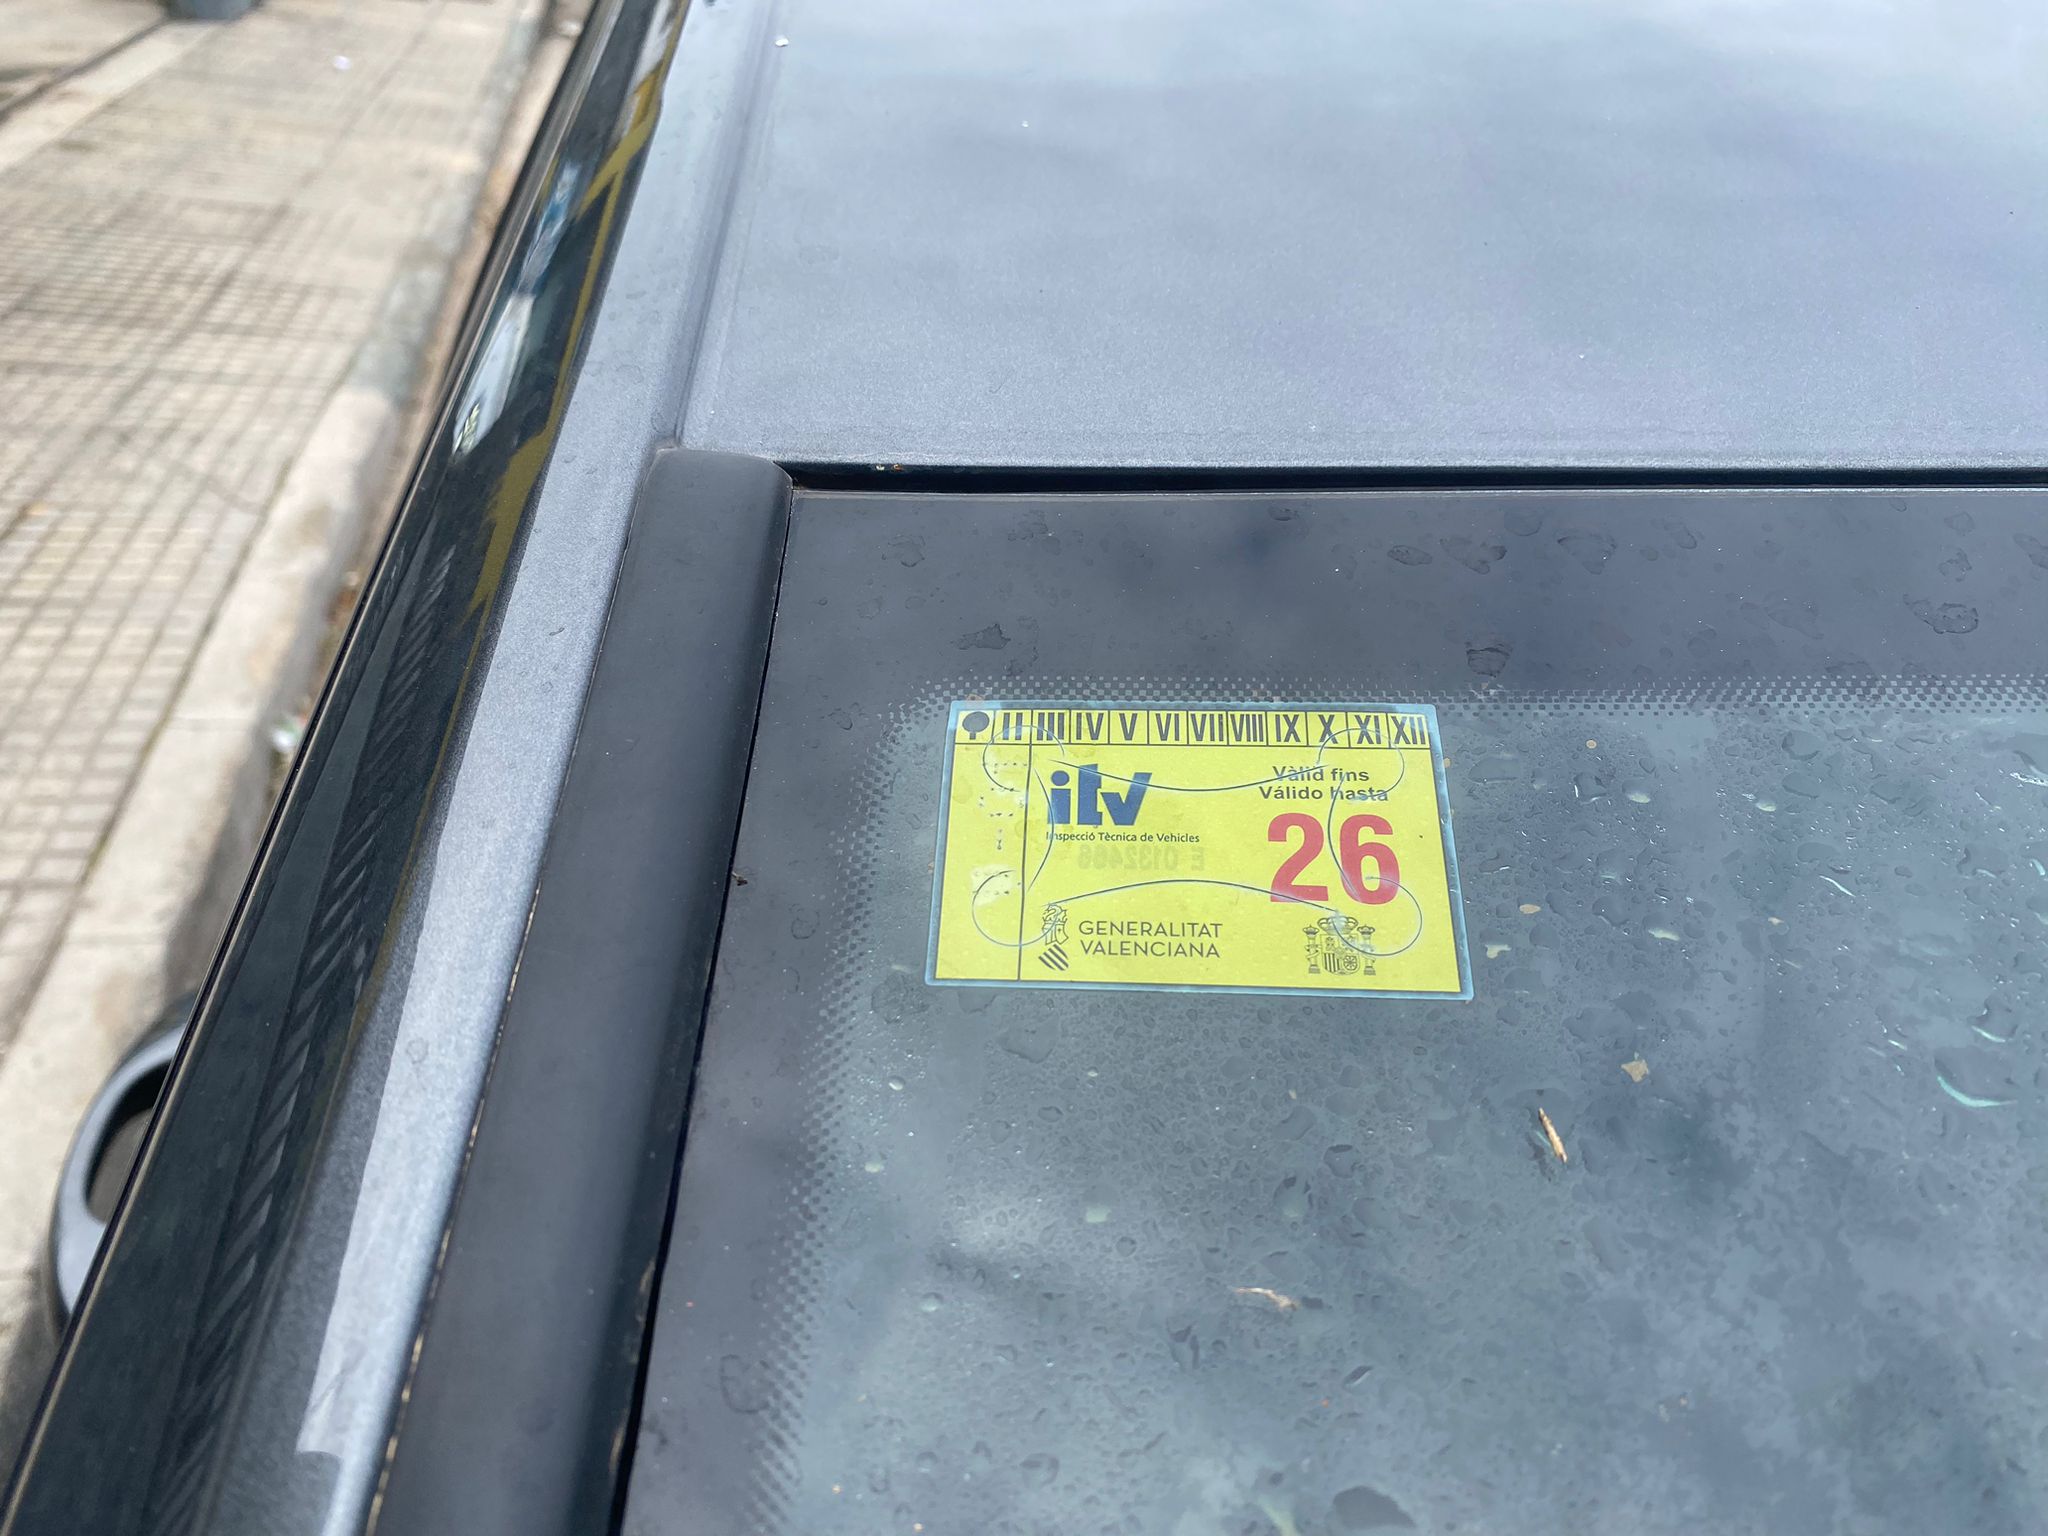 II III IV V VI VII VIII IX X XI XII
itv
Inspecció Tècnica de Vehicles
Vàlid fins
Válido hasta
26
E 0132466
GENERALITAT
VALENCIANA